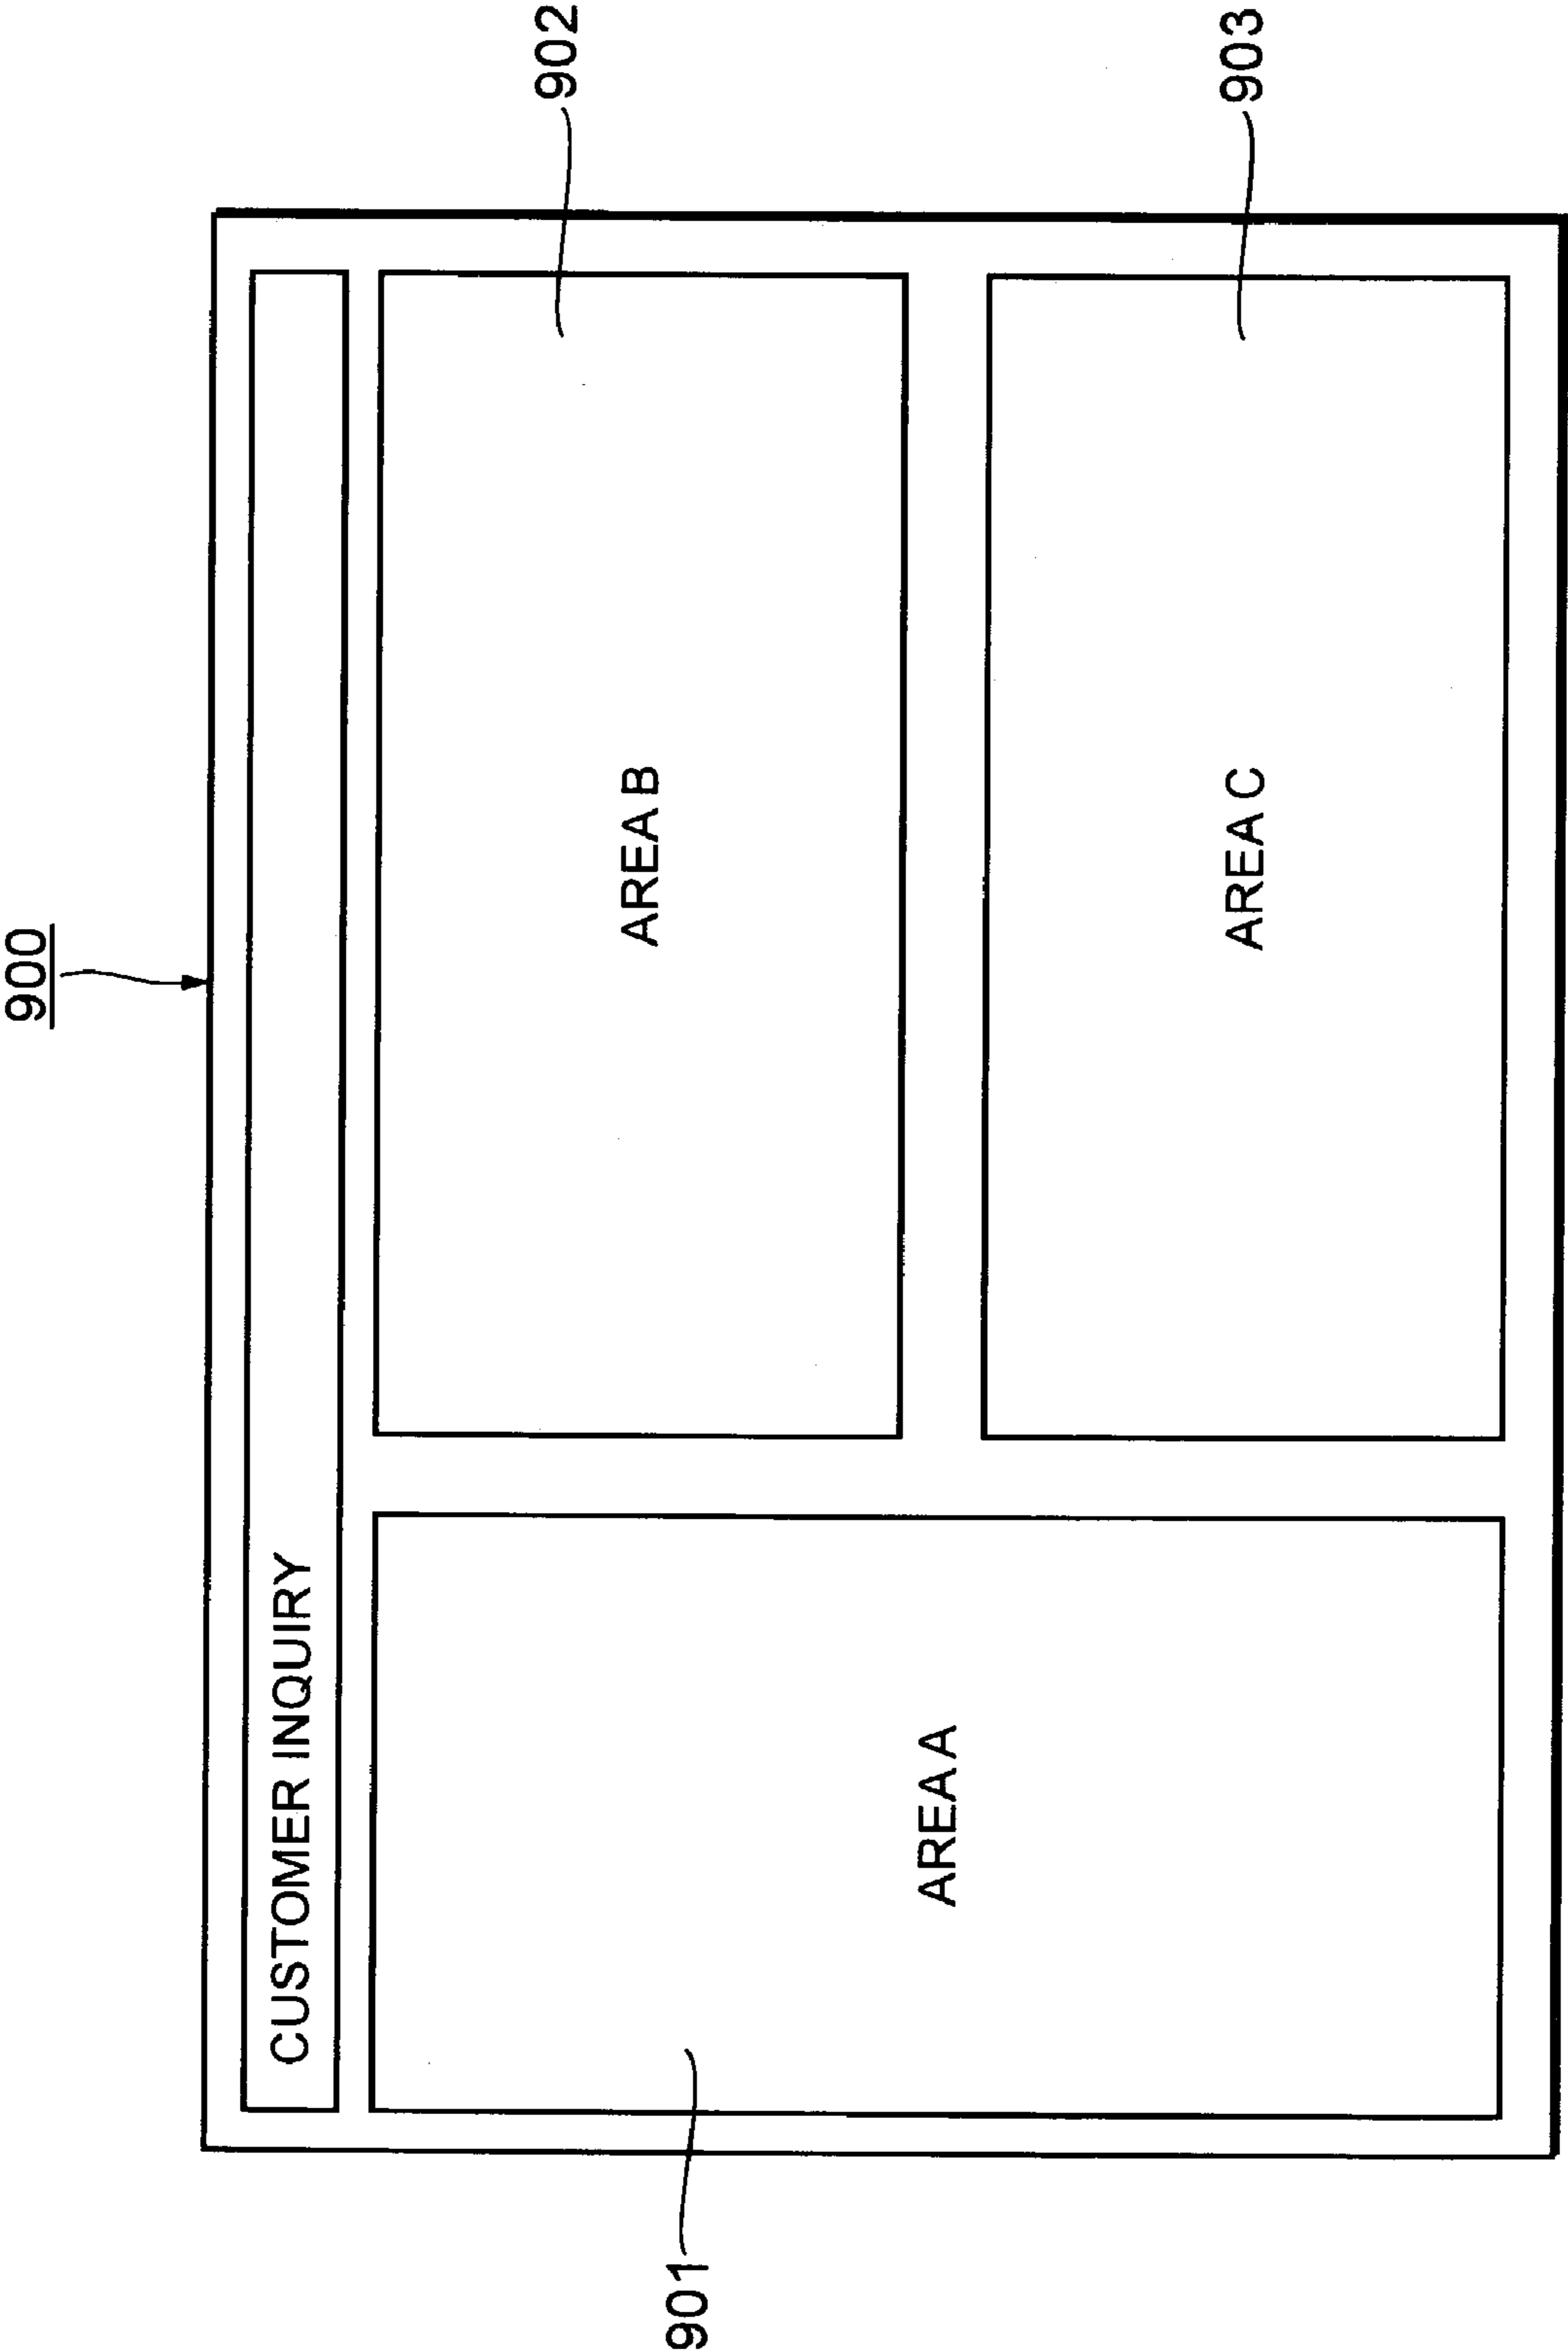 900
CUSTOMER INQUIRY
AREA B
902
901
AREA A
AREA C
903